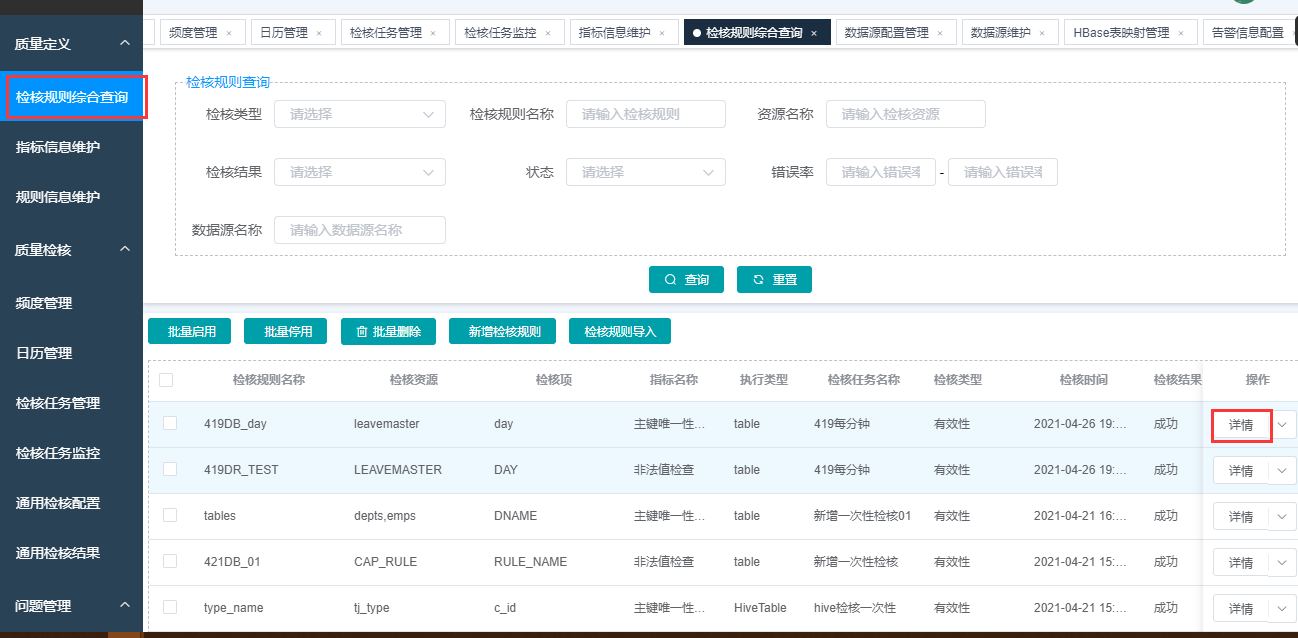 频度管理 × 日历管理 × 检核任务管理 × 检核任务监控 × 指标信息维护 × 检核规则综合查询 × 数据源配置管理 × 数据源维护 × HBase表映射管理 × 告警信息配置
质量定义
检核规则综合查询
指标信息维护
规则信息维护
质量检核
频度管理
日历管理
检核任务管理
检核任务监控
通用检核配置
通用检核结果
问题管理
检核规则查询
检核类型 请选择 检核规则名称 请输入检核规则 资源名称 请输入检核资源
检核结果 请选择 状态 请选择 错误率 请输入错误率 - 请输入错误率
数据源名称 请输入数据源名称
查询 重置
批量启用 批量停用 批量删除 新增检核规则 检核规则导入
检核规则名称 检核资源 检核项 指标名称 执行类型 检核任务名称 检核类型 检核时间 检核结果 操作
419DB_day leavemaster day 主键唯一性... table 419每分钟 有效性 2021-04-26 19:... 成功 详情
419DR_TEST LEAVEMASTER DAY 非法值检查 table 419每分钟 有效性 2021-04-26 19:... 成功 详情
tables depts,emps DNAME 主键唯一性... table 新增一次性检核01 有效性 2021-04-21 16:... 成功 详情
421DB_01 CAP_RULE RULE_NAME 非法值检查 table 新增一次性检核 有效性 2021-04-21 15:... 成功 详情
type_name tj_type c_id 主键唯一性... HiveTable hive检核一次性 有效性 2021-04-21 15:... 成功 详情